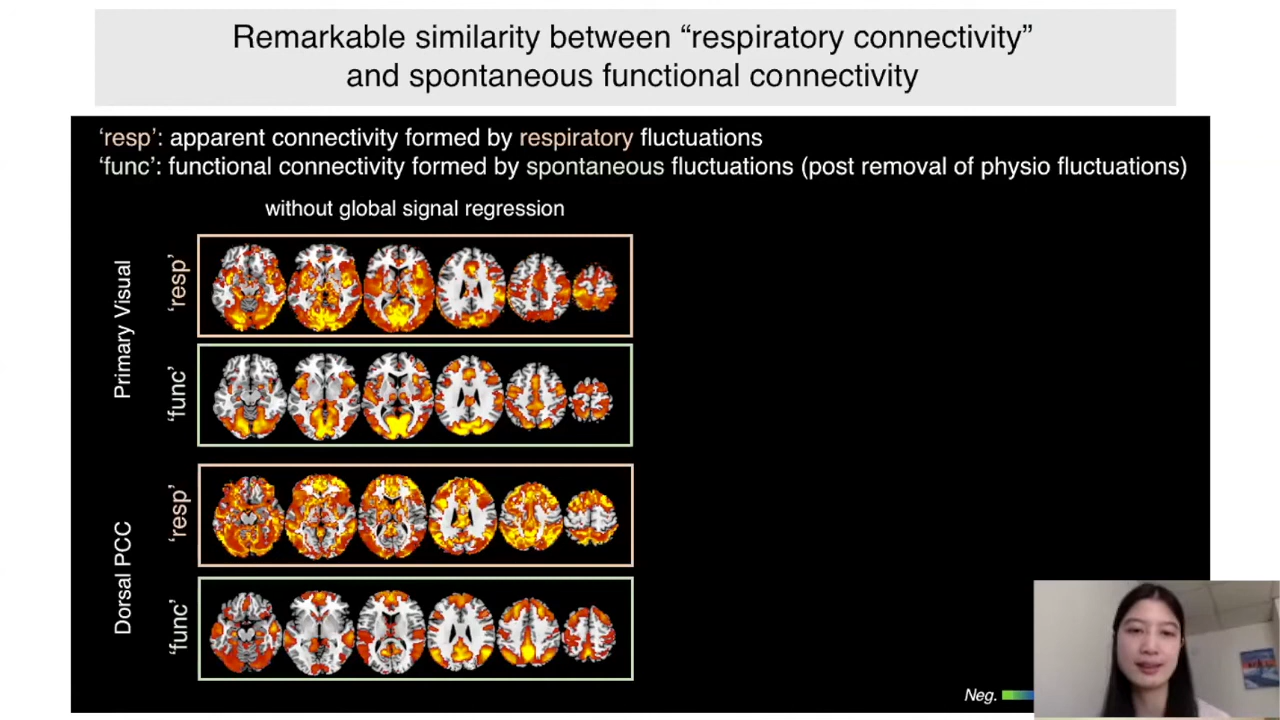 Remarkable similarity between “respiratory connectivity”
and spontaneous functional connectivity
‘resp’: apparent connectivity formed by respiratory fluctuations
‘func’: functional connectivity formed by spontaneous fluctuations (post removal of physio fluctuations)
without global signal regression
Primary Visual
‘resp’
‘func’
Dorsal PCC
‘resp’
‘func’
Neg.